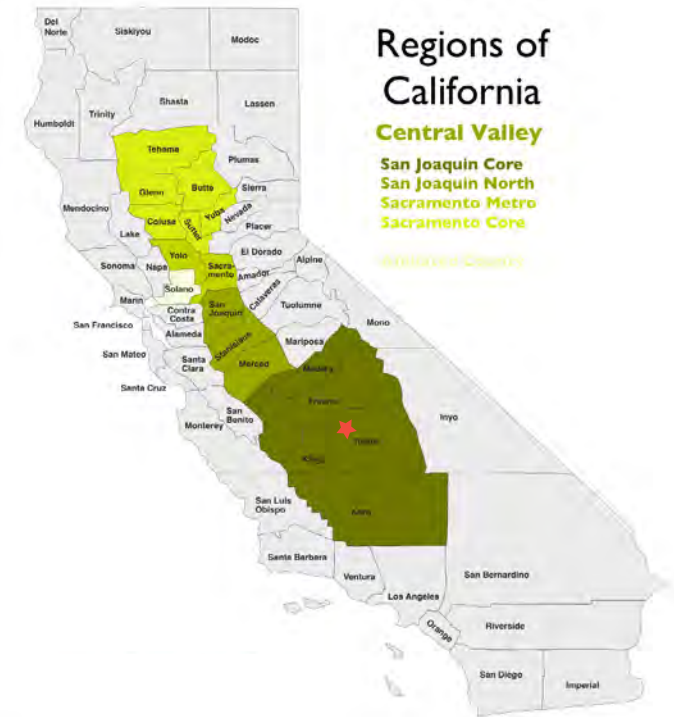 Regions of
California
Central Valley
San Joaquin Core
San Joaquin North
Sacramento Metro
Sacramento Core
Del
Norte
Siskiyou
Modoc
Humboldt
Trinity
Shasta
Lassen
Tehama
Plumas
Mendocino
Glenn
Butte
Sierra
Colusa
Sutter
Yuba
Nevada
Placer
Lake
Yolo
El Dorado
Sonoma
Napa
Sacra-
mento
Amador
Alpine
Solano
Marin
Contra
Costa
San
Joaquin
Calaveras
Tuolumne
Mono
San Francisco
Alameda
Stanislaus
Mariposa
San Mateo
Santa
Clara
Merced
Madera
Santa Cruz
Fresno
San
Benito
Monterey
Inyo
Tulare
Kings
San Luis
Obispo
Kern
Santa Barbara
Ventura
Los Angeles
San Bernardino
Orange
Riverside
San Diego
Imperial